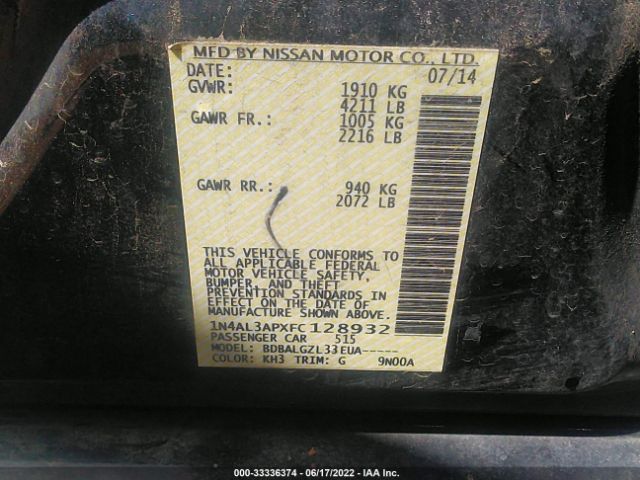 MFD BY NISSAN MOTOR CO., LTD.
DATE: 07/14
GVWR: 1910 KG
4211 LB
GAWR FR.: 1005 KG
2216 LB
GAWR RR.: 940 KG
2072 LB
THIS VEHICLE CONFORMS TO
ALL APPLICABLE FEDERAL
MOTOR VEHICLE SAFETY,
BUMPER, AND THEFT
PREVENTION STANDARDS IN
EFFECT ON THE DATE OF
MANUFACTURE SHOWN ABOVE.
1N4AL3APXFC128932
PASSENGER CAR 515
MODEL: BDBALGZL33EUA-----
COLOR: KH3 TRIM: G 9N00A
000-33336374 - 06/17/2022 - IAA Inc.